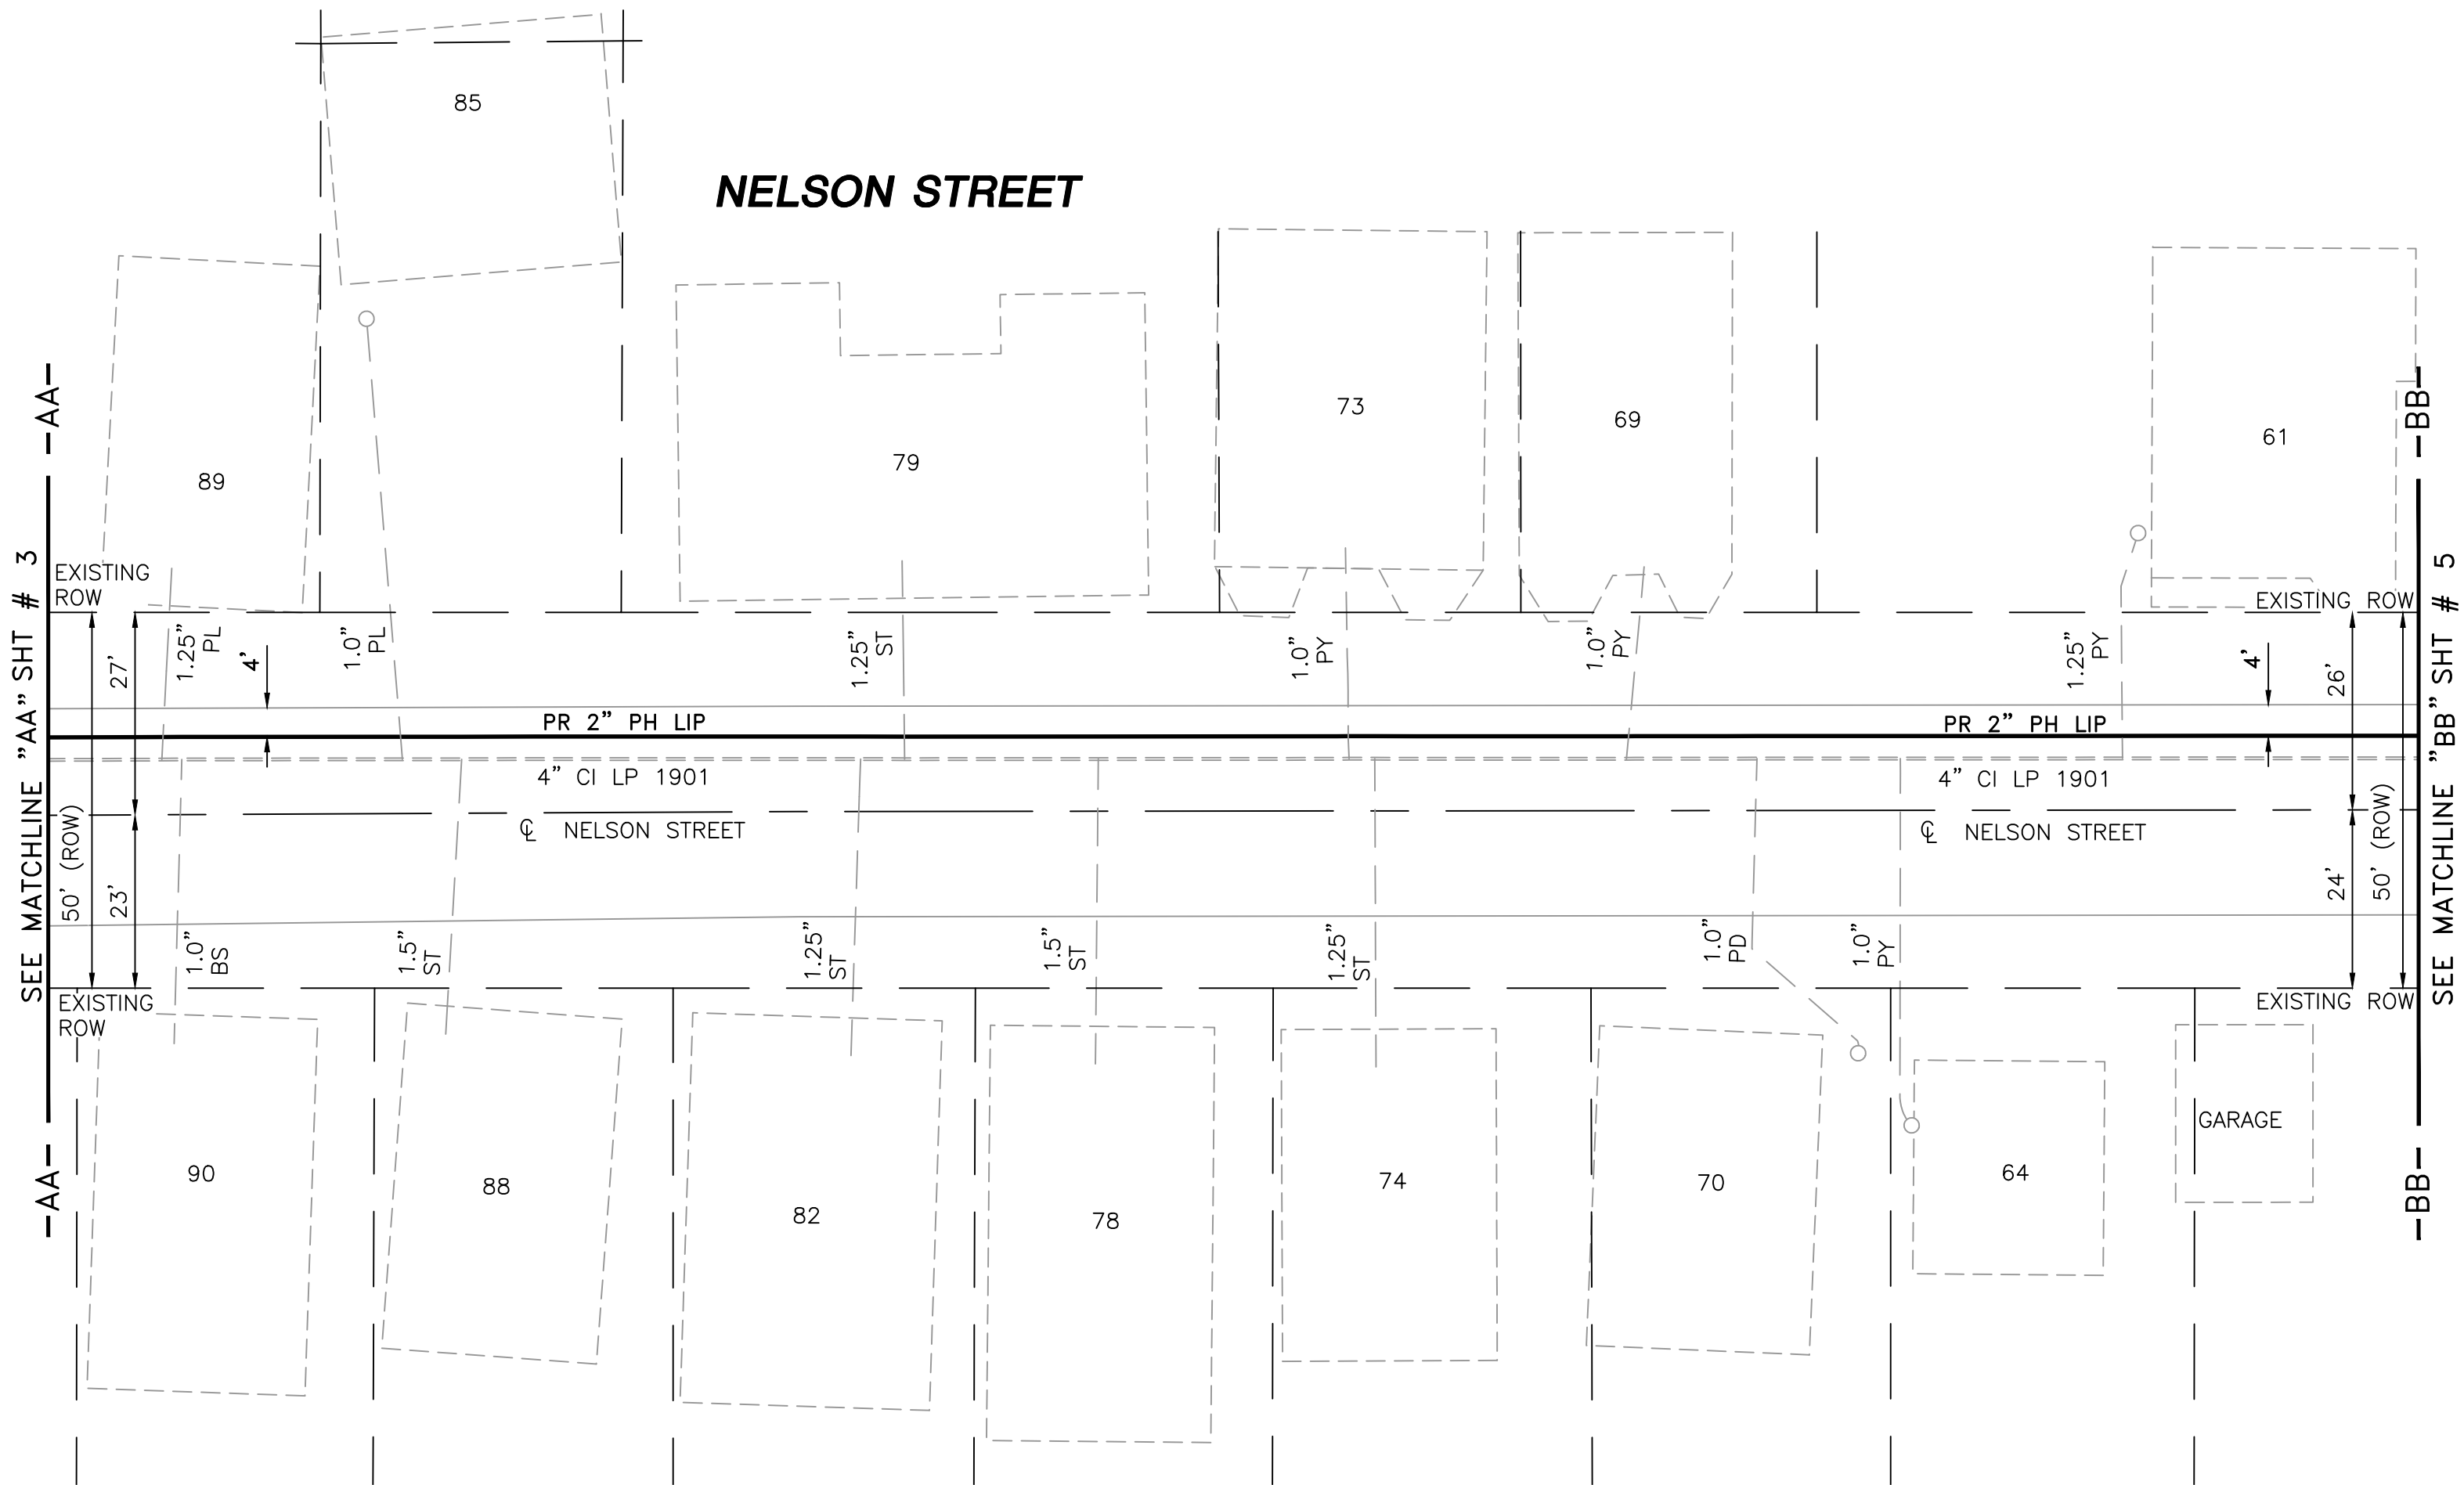 85
NELSON STREET
89
79
73
69
61
AA
BB
EXISTING
ROW
EXISTING ROW
SEE MATCHLINE "AA" SHT # 3
SEE MATCHLINE "BB" SHT # 5
27'
1.25"
PL
4'
1.0"
PL
1.25"
ST
1.0"
PY
1.0"
PY
1.25"
PY
4'
26'
PR 2" PH LIP
PR 2" PH LIP
4" CI LP 1901
4" CI LP 1901
℄ NELSON STREET
℄ NELSON STREET
50' (ROW)
23'
24'
50' (ROW)
1.0"
BS
1.5"
ST
1.25"
ST
1.5"
ST
1.25"
ST
1.0"
PD
1.0"
PY
EXISTING
ROW
EXISTING ROW
GARAGE
90
88
82
78
74
70
64
AA
BB